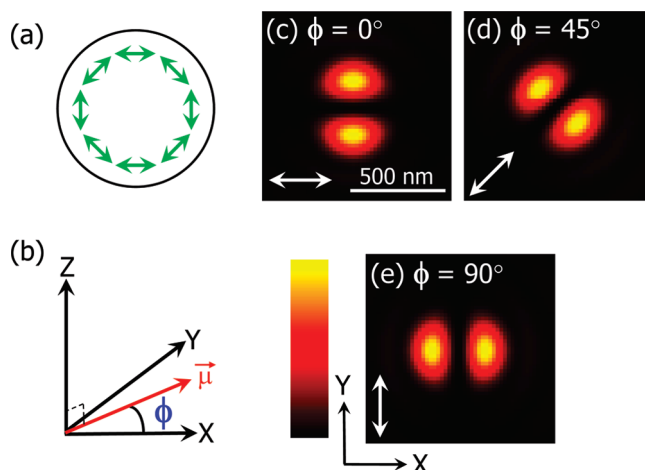 (a)
(c) ϕ = 0°
(d) ϕ = 45°
500 nm
(b)
Z
Y
μ⃗
ϕ
X
(e) ϕ = 90°
Y
X